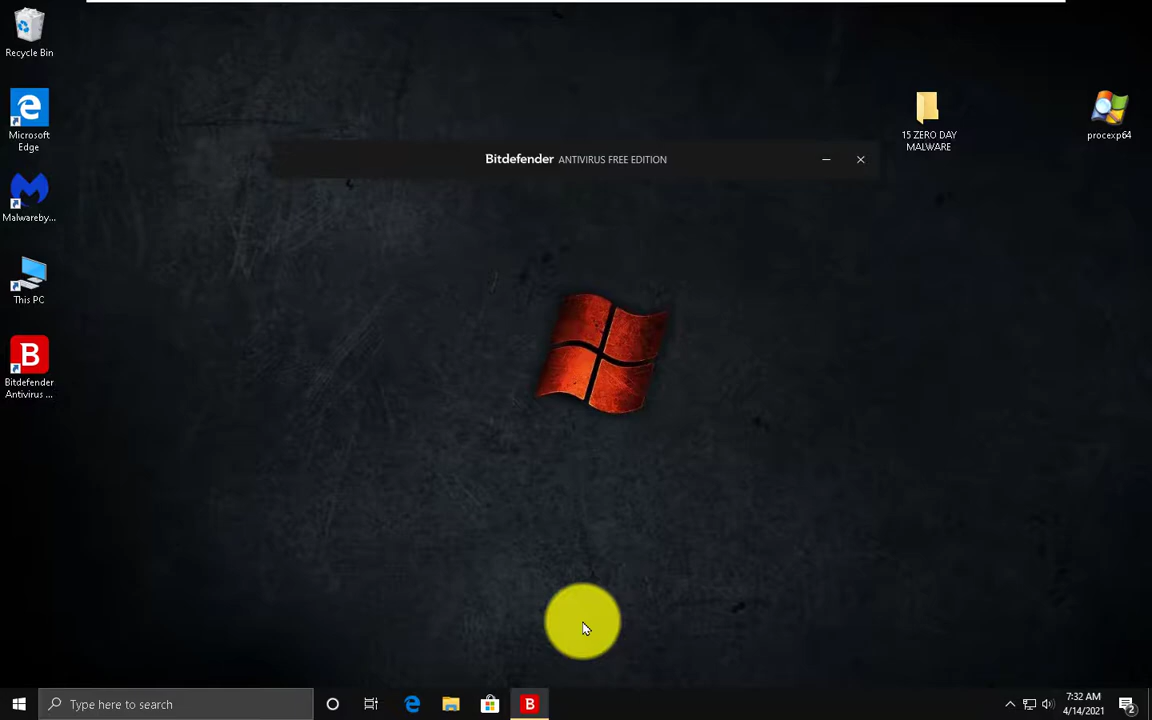 Recycle Bin
Microsoft
Edge
Malwareby...
This PC
Bitdefender
Antivirus ...
Bitdefender ANTIVIRUS FREE EDITION
15 ZERO DAY
MALWARE
procexp64
Type here to search
7:32 AM
4/14/2021
2